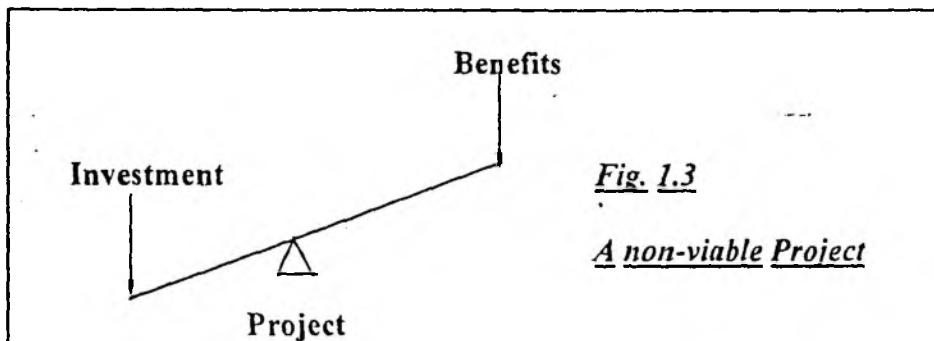 Benefits
Investment
Fig. 1.3
A non-viable Project
Project